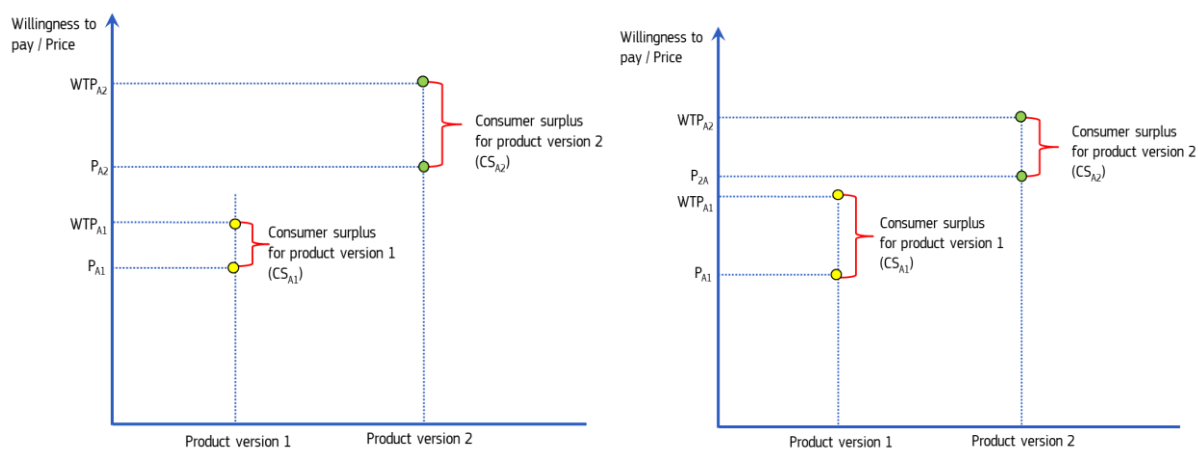 Willingness to
pay / Price
WTP_A2
P_A2
WTP_A1
P_A1
Consumer surplus
for product version 2
(CS_A2)
Consumer surplus
for product version 1
(CS_A1)
Product version 1
Product version 2
Willingness to
pay / Price
WTP_A2
P_2A
WTP_A1
P_A1
Consumer surplus
for product version 2
(CS_A2)
Consumer surplus
for product version 1
(CS_A1)
Product version 1
Product version 2